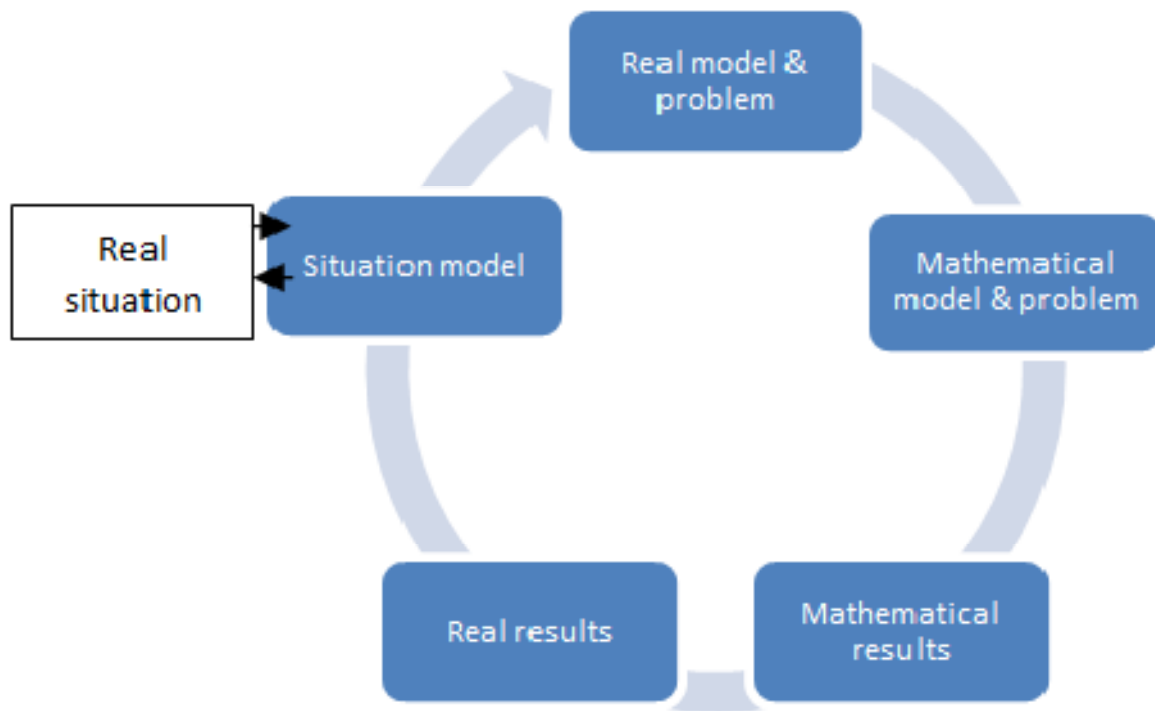 Real model &
problem
Real
situation
Situation model
Mathematical
model & problem
Real results
Mathematical
results